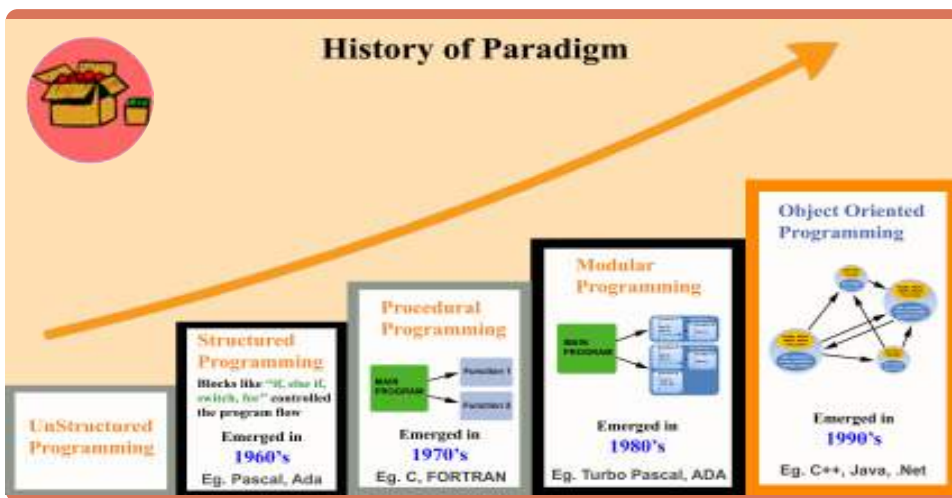 History of Paradigm
UnStructured
Programming
Structured
Programming
Blocks like "if, else if,
switch, for" controlled
the program flow
Emerged in
1960's
Eg. Pascal, Ada
Procedural
Programming
MAIN
PROGRAM
Function 1
Function 2
Emerged in
1970's
Eg. C, FORTRAN
Modular
Programming
MAIN
PROGRAM
Emerged in
1980's
Eg. Turbo Pascal, ADA
Object Oriented
Programming
Emerged in
1990's
Eg. C++, Java, .Net